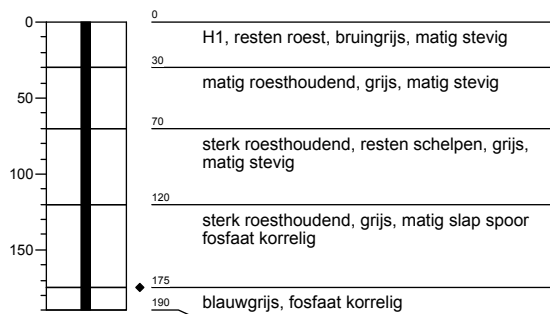 0
0
H1, resten roest, bruingrijs, matig stevig
30
matig roesthoudend, grijs, matig stevig
50
70
sterk roesthoudend, resten schelpen, grijs,
matig stevig
100
120
sterk roesthoudend, grijs, matig slap spoor
fosfaat korrelig
150
175
blauwgrijs, fosfaat korrelig
190